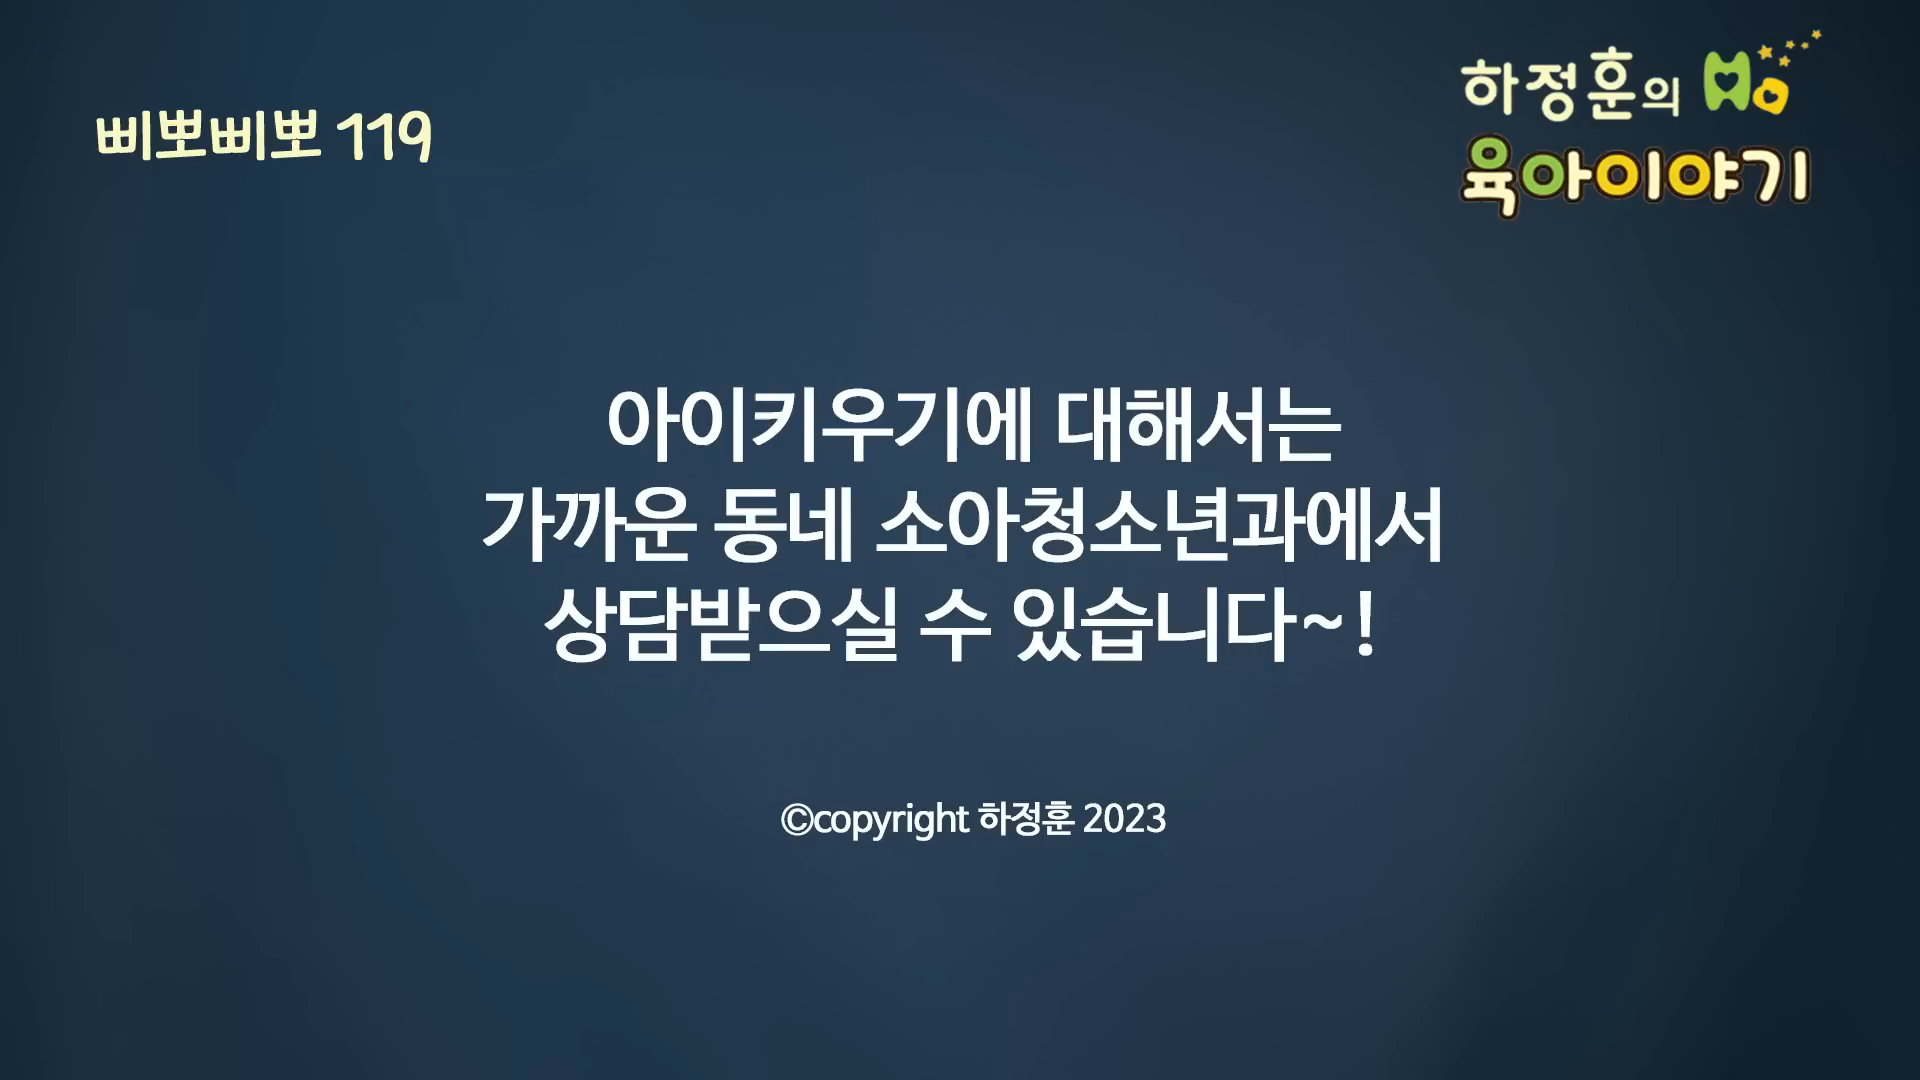 삐뽀삐뽀 119
하정훈의
육아이야기
아이키우기에 대해서는
가까운 동네 소아청소년과에서
상담받으실 수 있습니다~!
©copyright 하정훈 2023